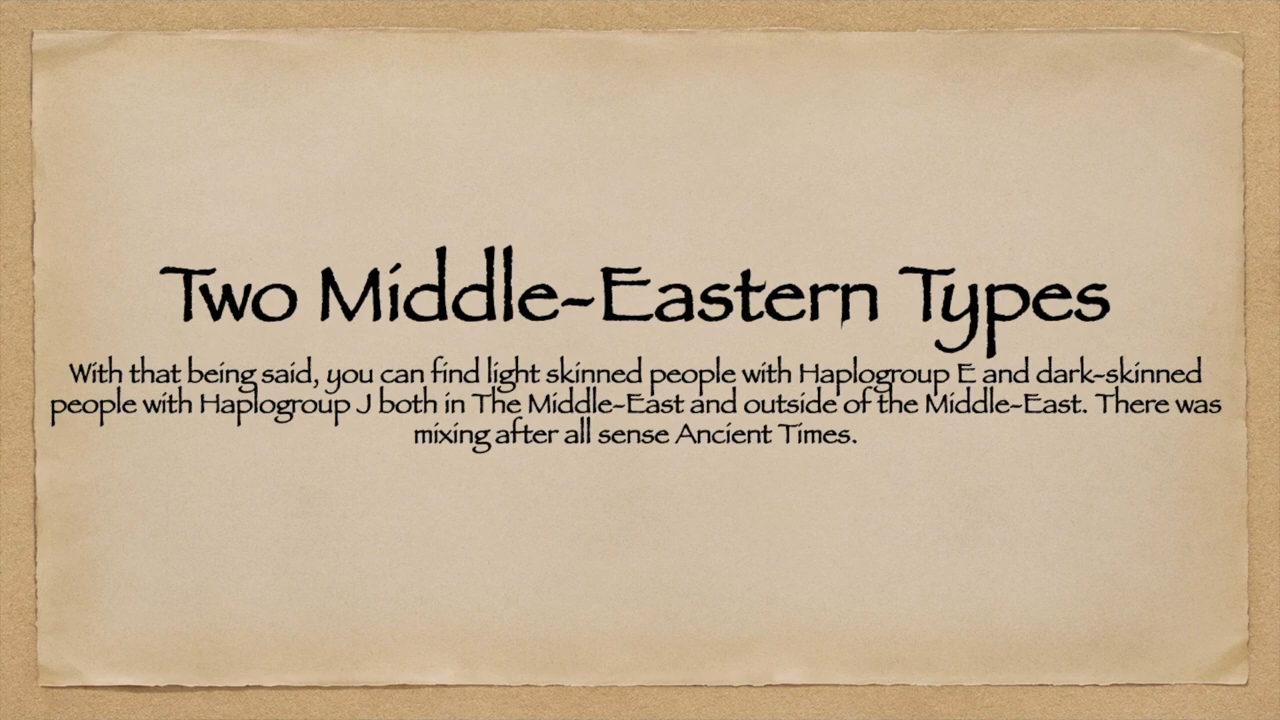 Two Middle-Eastern Types
With that being said, you can find light skinned people with Haplogroup E and dark-skinned
people with Haplogroup J both in The Middle-East and outside of the Middle-East. There was
mixing after all sense Ancient Times.